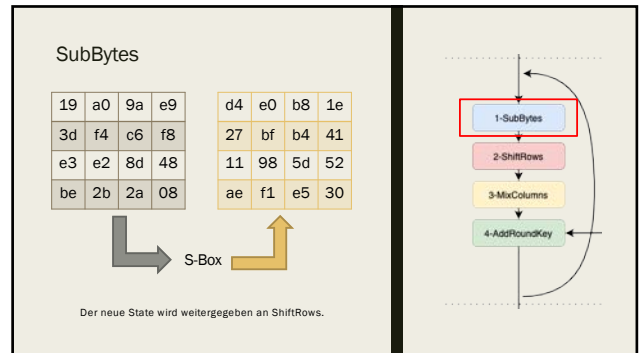 SubBytes
19 a0 9a e9
3d f4 c6 f8
e3 e2 8d 48
be 2b 2a 08
d4 e0 b8 1e
27 bf b4 41
11 98 5d 52
ae f1 e5 30
S-Box
Der neue State wird weitergegeben an ShiftRows.
1-SubBytes
2-ShiftRows
3-MixColumns
4-AddRoundKey